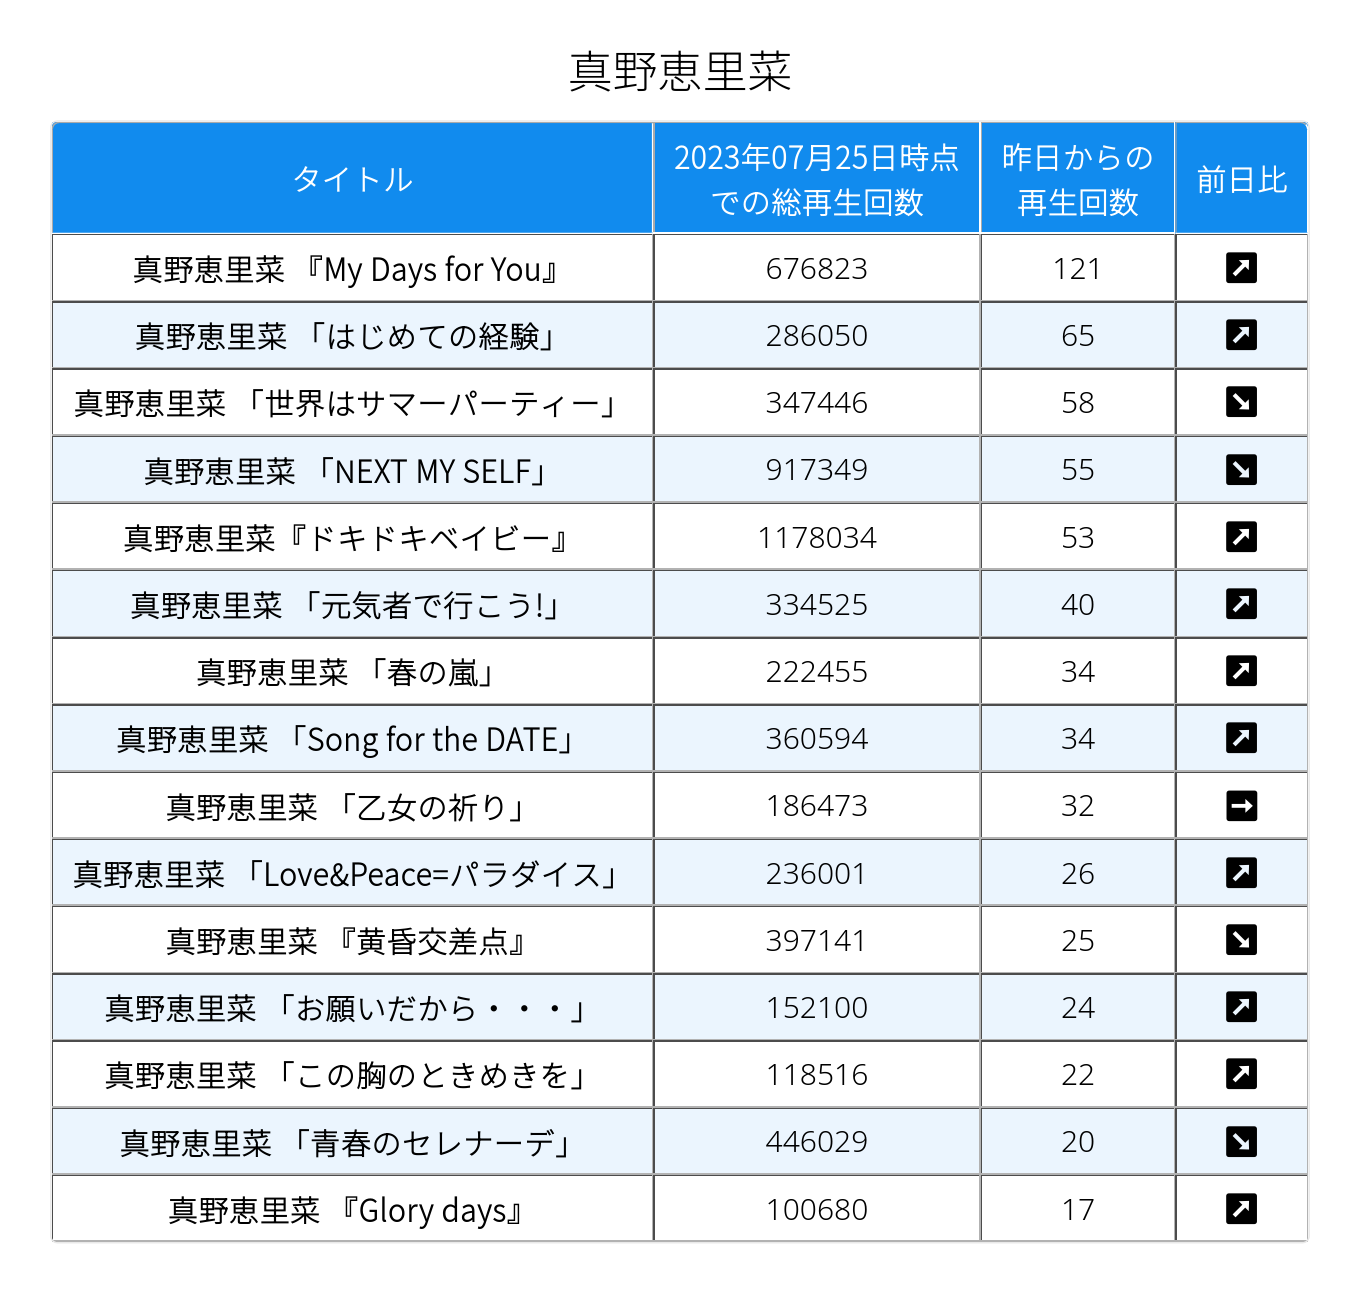 真野恵里菜
タイトル 2023年07月25日時点での総再生回数 昨日からの再生回数 前日比
真野恵里菜 『My Days for You』 676823 121 ↗
真野恵里菜 「はじめての経験」 286050 65 ↗
真野恵里菜 「世界はサマーパーティー」 347446 58 ↘
真野恵里菜 「NEXT MY SELF」 917349 55 ↘
真野恵里菜『ドキドキベイビー』 1178034 53 ↗
真野恵里菜 「元気者で行こう!」 334525 40 ↗
真野恵里菜 「春の嵐」 222455 34 ↗
真野恵里菜 「Song for the DATE」 360594 34 ↗
真野恵里菜 「乙女の祈り」 186473 32 →
真野恵里菜 「Love&Peace=パラダイス」 236001 26 ↗
真野恵里菜 『黄昏交差点』 397141 25 ↘
真野恵里菜 「お願いだから・・・」 152100 24 ↗
真野恵里菜 「この胸のときめきを」 118516 22 ↗
真野恵里菜 「青春のセレナーデ」 446029 20 ↘
真野恵里菜 『Glory days』 100680 17 ↗